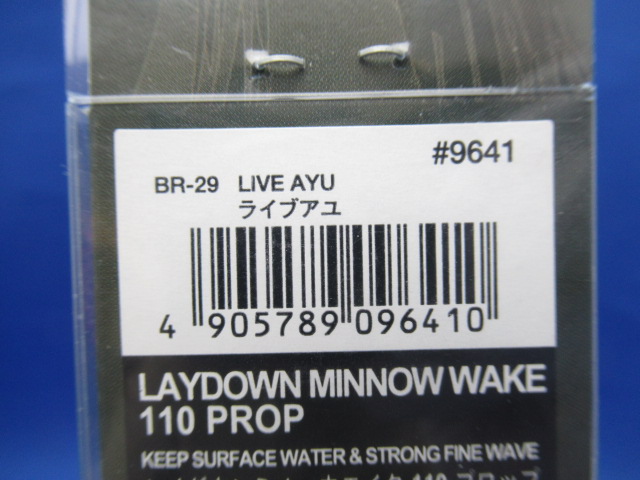 #9641
BR-29 LIVE AYU
ライブアユ
4 905789 096410
LAYDOWN MINNOW WAKE
110 PROP
KEEP SURFACE WATER & STRONG FINE WAVE